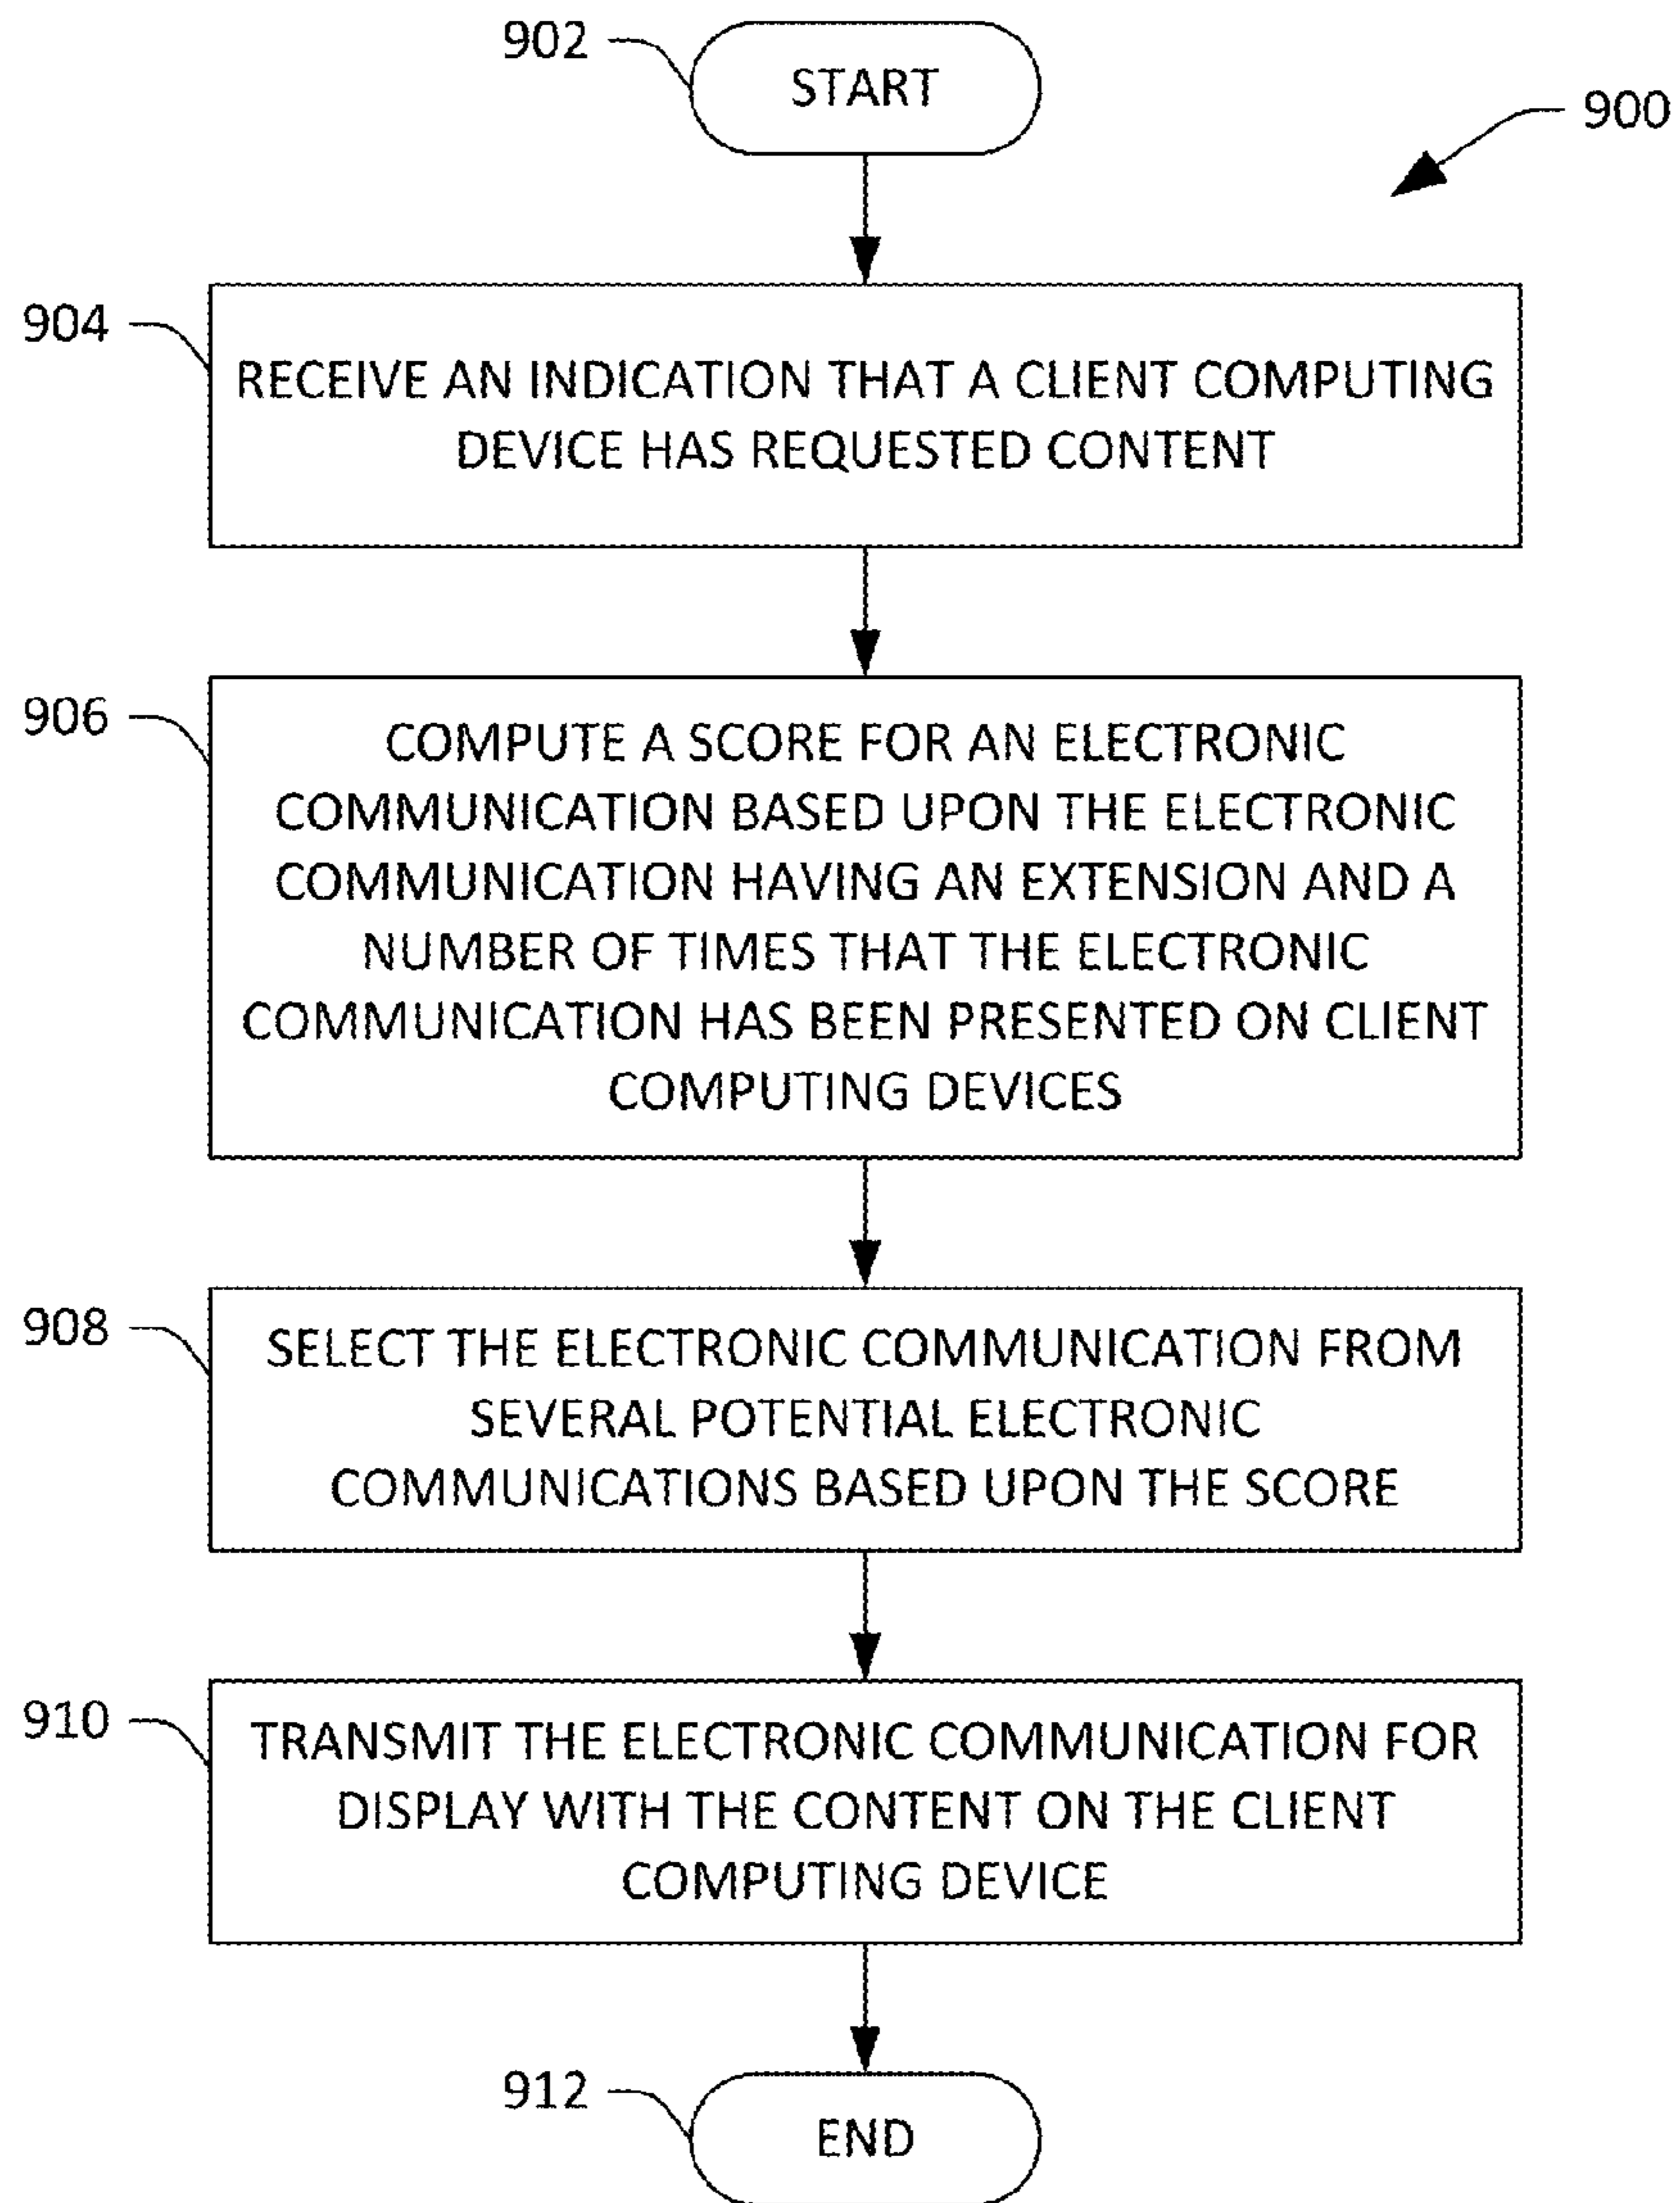 902
START
900
904
RECEIVE AN INDICATION THAT A CLIENT COMPUTING
DEVICE HAS REQUESTED CONTENT
906
COMPUTE A SCORE FOR AN ELECTRONIC
COMMUNICATION BASED UPON THE ELECTRONIC
COMMUNICATION HAVING AN EXTENSION AND A
NUMBER OF TIMES THAT THE ELECTRONIC
COMMUNICATION HAS BEEN PRESENTED ON CLIENT
COMPUTING DEVICES
908
SELECT THE ELECTRONIC COMMUNICATION FROM
SEVERAL POTENTIAL ELECTRONIC
COMMUNICATIONS BASED UPON THE SCORE
910
TRANSMIT THE ELECTRONIC COMMUNICATION FOR
DISPLAY WITH THE CONTENT ON THE CLIENT
COMPUTING DEVICE
912
END